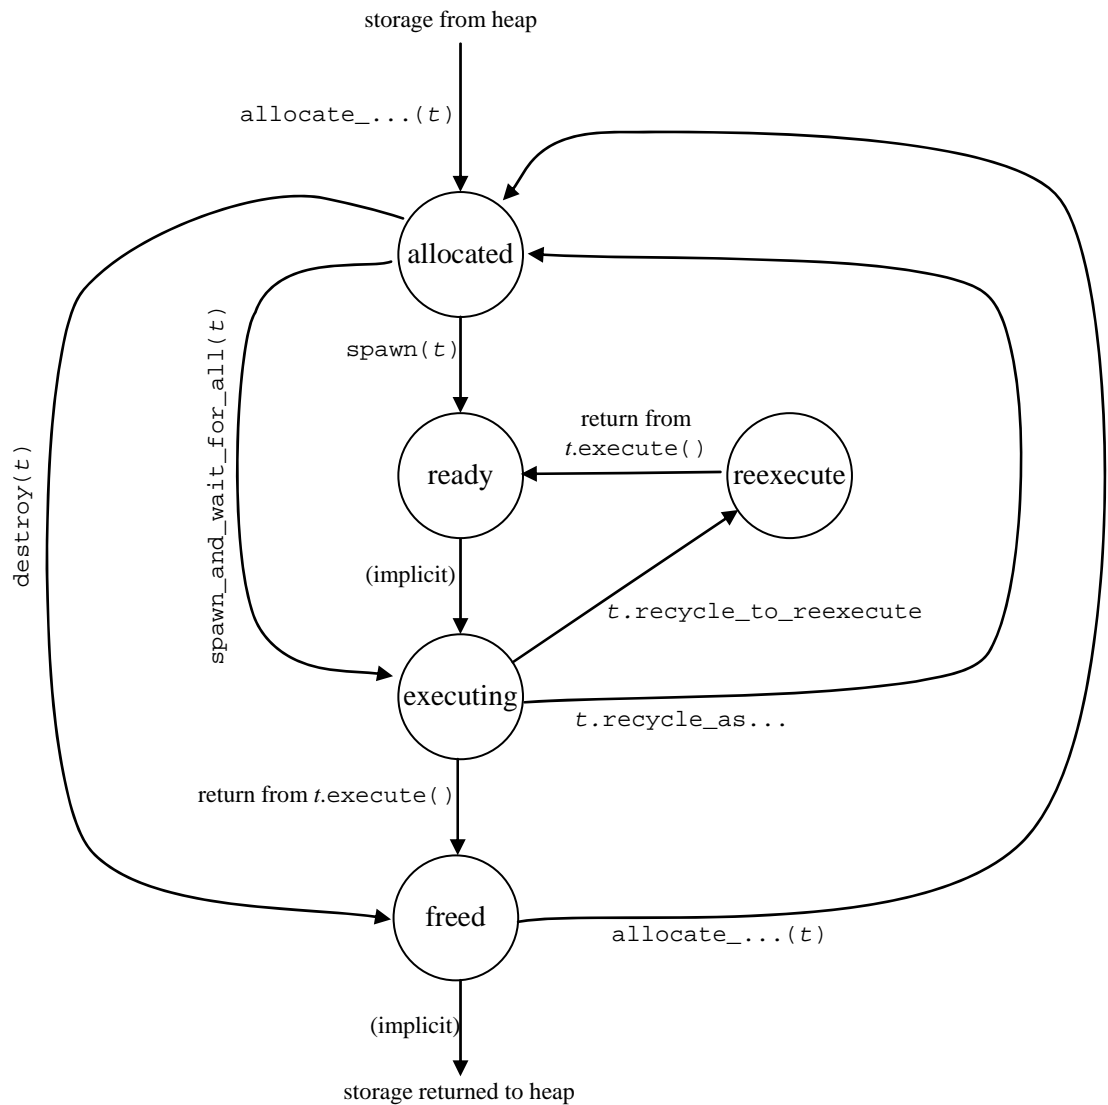 storage from heap
allocate_...(t)
allocated
spawn(t)
spawn_and_wait_for_all(t)
destroy(t)
return from
t.execute()
ready
reexecute
(implicit)
t.recycle_to_reexecute
executing
t.recycle_as...
return from t.execute()
freed
allocate_...(t)
(implicit)
storage returned to heap